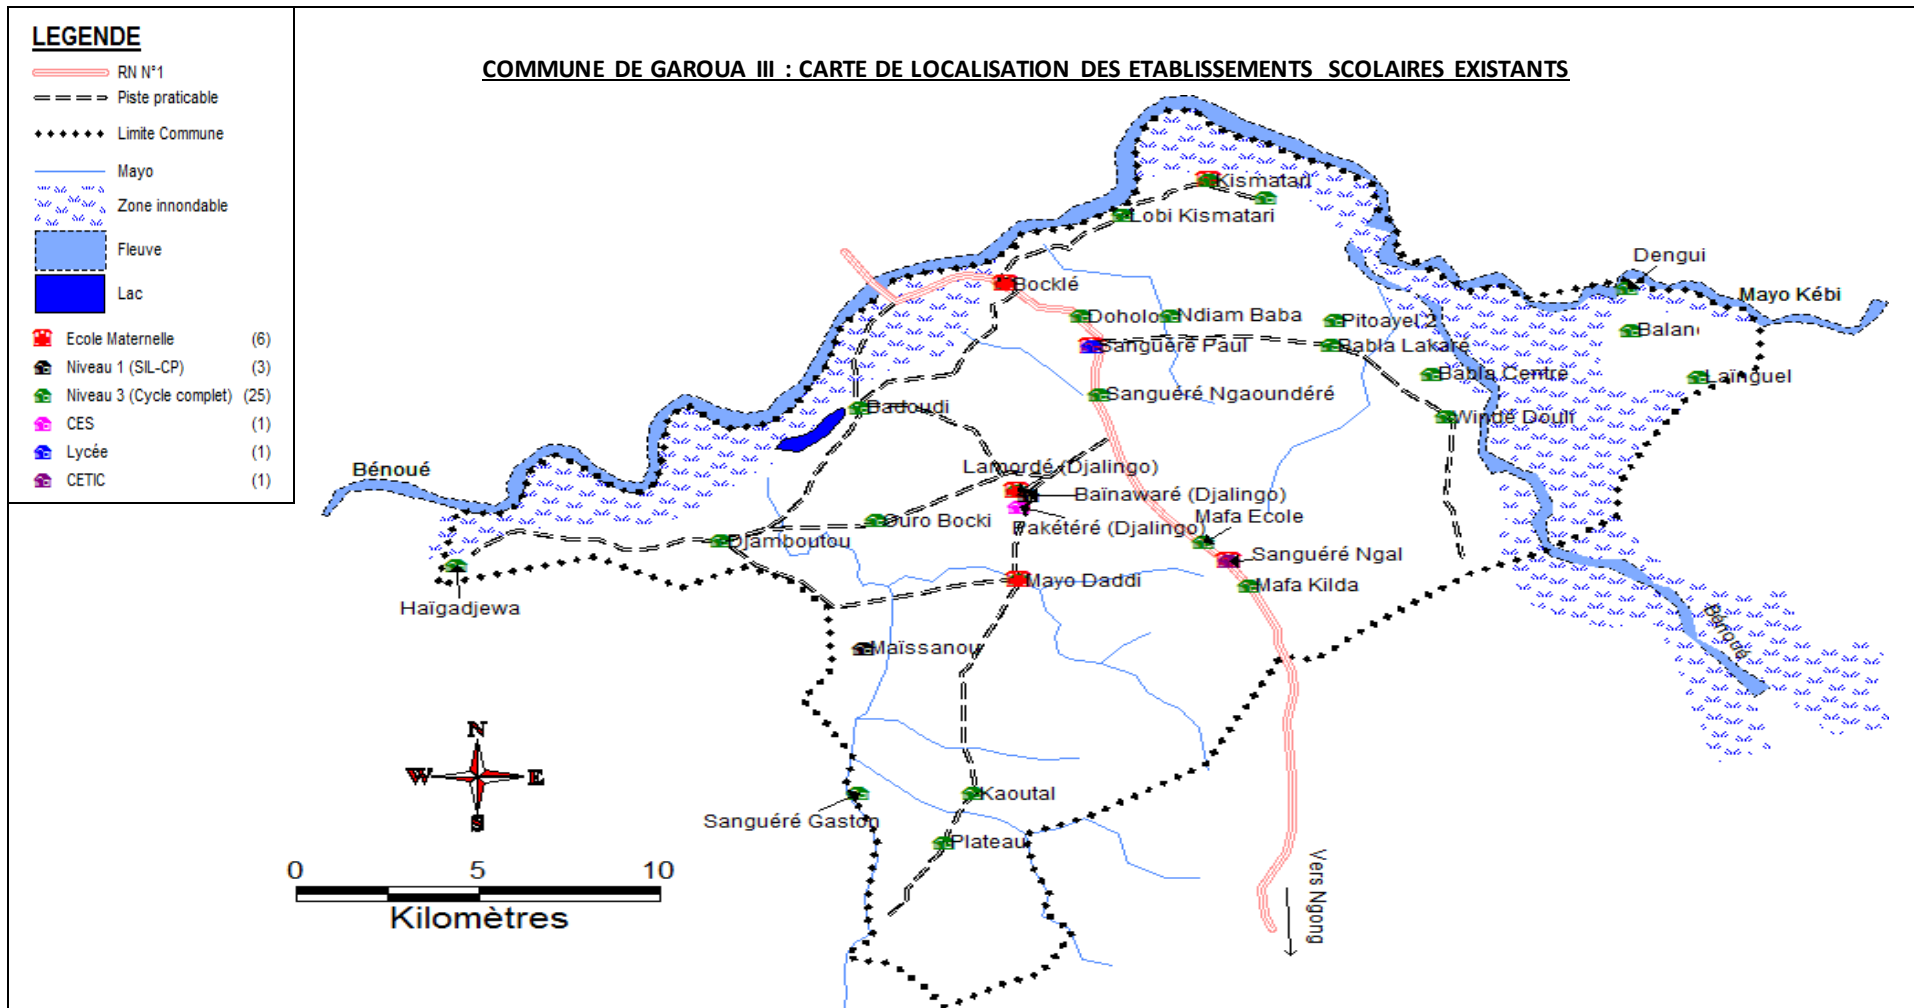 LEGENDE
RN N°1
Piste praticable
Limite Commune
Mayo
Zone innondable
Fleuve
Lac
Ecole Maternelle (6)
Niveau 1 (SIL-CP) (3)
Niveau 3 (Cycle complet) (25)
CES (1)
Lycée (1)
CETIC (1)
COMMUNE DE GAROUA III : CARTE DE LOCALISATION DES ETABLISSEMENTS SCOLAIRES EXISTANTS
Kismatari
Lobi Kismatari
Dengui
Bocklé
Mayo Kébi
Doholo
Ndiam Baba
Pitoayel 2
Balane
Sanguéré Paul
Babla Lakaré
Babla Centre
Laïnguel
Sanguéré Ngaoundéré
Badoudi
Windé Douli
Bénoué
Lamordé (Djalingo)
Baïnawaré (Djalingo)
Ouro Bocki
Pakétéré (Djalingo)
Mafa Ecole
Djamboutou
Sanguéré Ngal
Mayo Daddi
Mafa Kilda
Haïgadjewa
Bénoué
Maïssanou
N
W
E
S
Kaoutal
Sanguéré Gaston
Plateau
0 5 10
Kilomètres
Vers Ngong